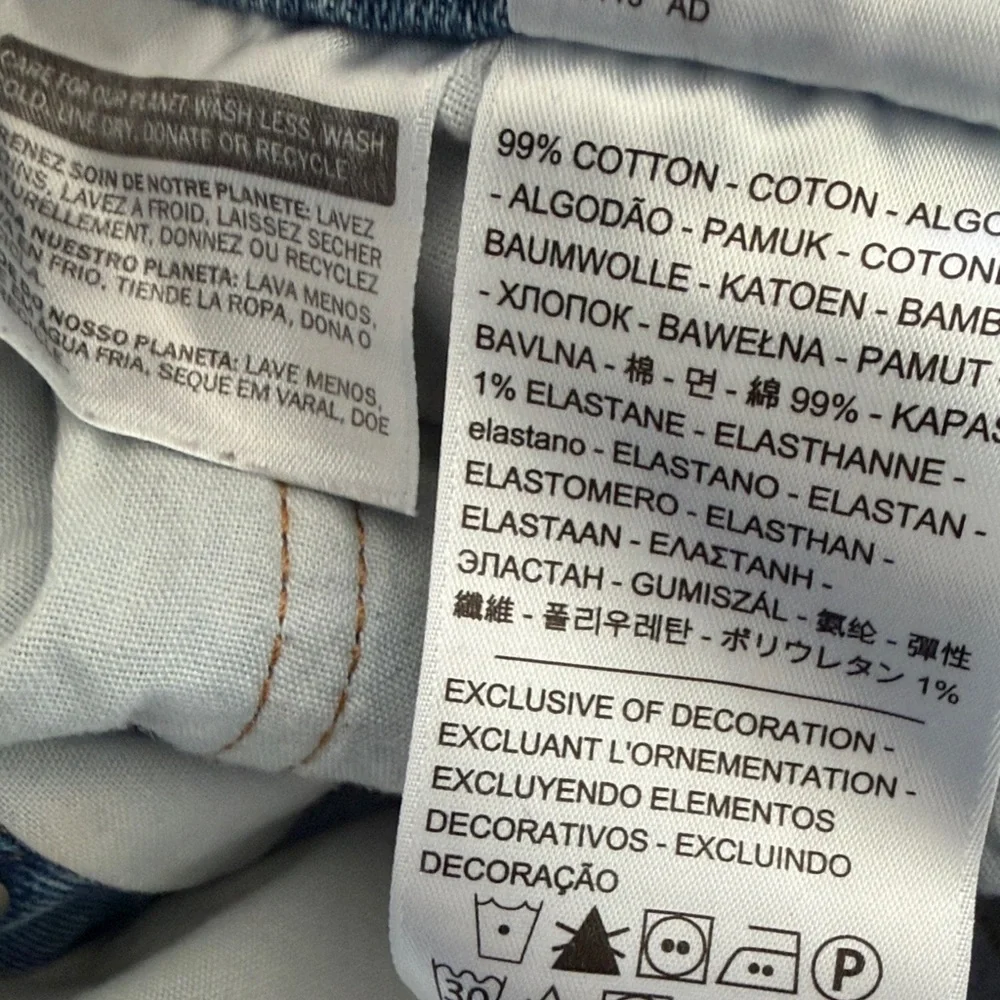 AD
CARE FOR OUR PLANET WASH LESS, WASH
COLD, LINE DRY, DONATE OR RECYCLE
SOIN DE NOTRE PLANETE: LAVEZ
LAVEZ A FROID, LAISSEZ SECHER
DONNEZ OU RECYCLEZ
NUESTRO PLANETA: LAVA MENOS,
EN FRIO, TIENDE LA ROPA, DONA O
NOSSO PLANETA: LAVE MENOS,
FRIA, SEQUE EM VARAL, DOE
99% COTTON - COTON - ALGO
- ALGODÃO - PAMUK - COTON
BAUMWOLLE - KATOEN - BAMB
- ХЛОПОК - BAWEŁNA - PAMUT
BAVLNA - 棉 - 면 - 綿 99% - KAPAS
1% ELASTANE - ELASTHANNE -
elastano - ELASTANO - ELASTAN -
ELASTOMERO - ELASTHAN -
ELASTAAN - ΕΛΑΣΤΑΝΗ -
ЭЛАСТАН - GUMISZÁL - 氨纶 - 彈性
纖維 - 폴리우레탄 - ポリウレタン 1%
EXCLUSIVE OF DECORATION -
EXCLUANT L'ORNEMENTATION -
EXCLUYENDO ELEMENTOS
DECORATIVOS - EXCLUINDO
DECORAÇÃO
P
30